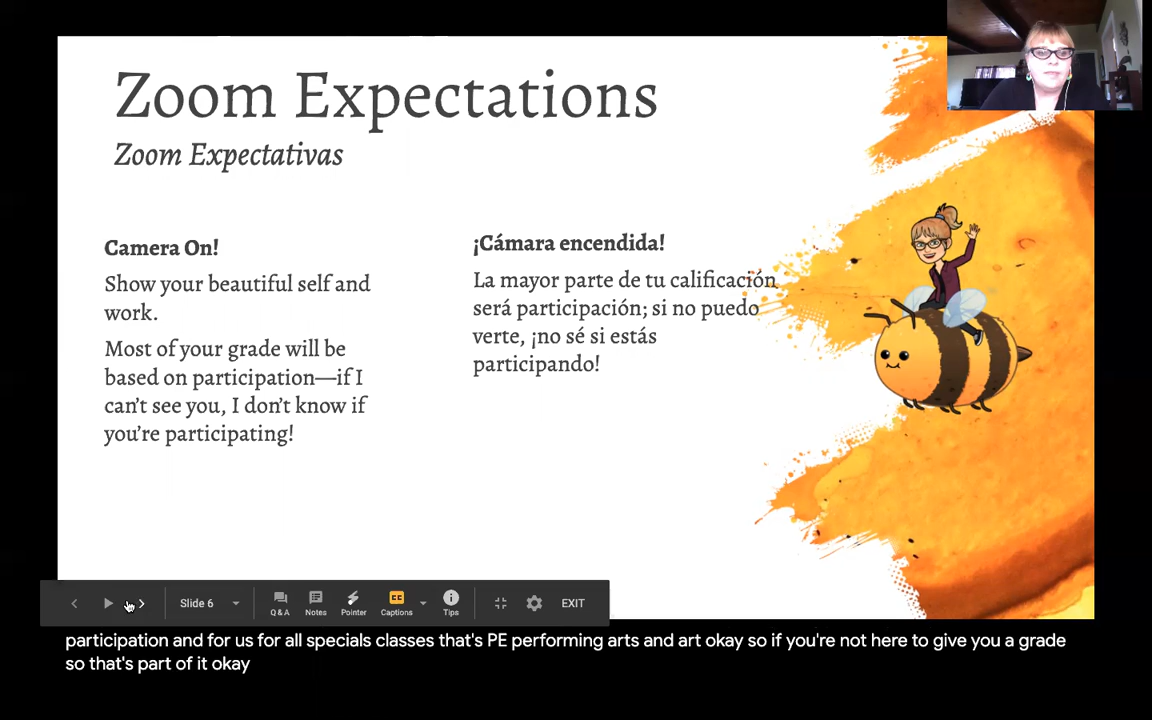 Zoom Expectations
Zoom Expectativas
Camera On!
Show your beautiful self and
work.
Most of your grade will be
based on participation—if I
can't see you, I don't know if
you're participating!
¡Cámara encendida!
La mayor parte de tu calificación
será participación; si no puedo
verte, ¡no sé si estás
participando!
Slide 6
Q & A
Notes
Pointer
Captions
Tips
EXIT
participation and for us for all specials classes that's PE performing arts and art okay so if you're not here to give you a grade
so that's part of it okay